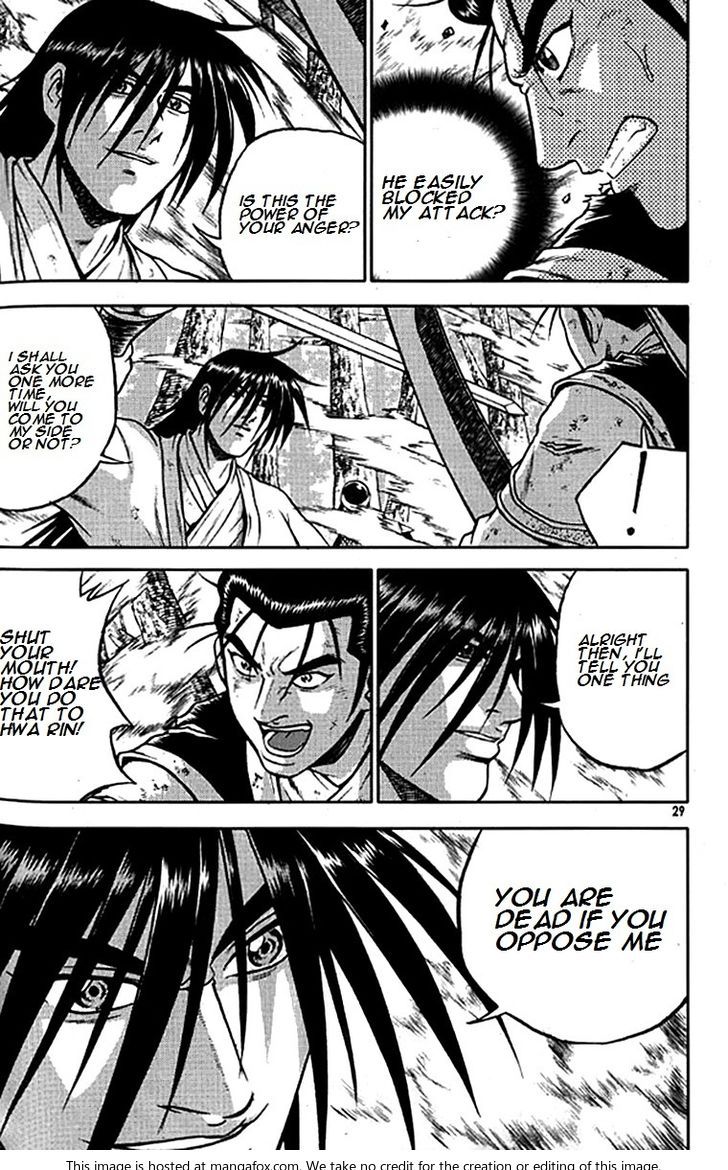 IS THIS THE
POWER OF
YOUR ANGER?
HE EASILY
BLOCKED
MY ATTACK?
I SHALL
ASK YOU
ONE MORE
TIME,
WILL YOU
COME TO
MY SIDE
OR NOT?
!
SHUT
YOUR
MOUTH!
HOW DARE
YOU DO
THAT TO
HWA RIN!
ALRIGHT
THEN, I'LL
TELL YOU
ONE THING
29
YOU ARE
DEAD IF YOU
OPPOSE ME
This image is hosted at mangafox.com. We take no credit for the creation or editing of this image.